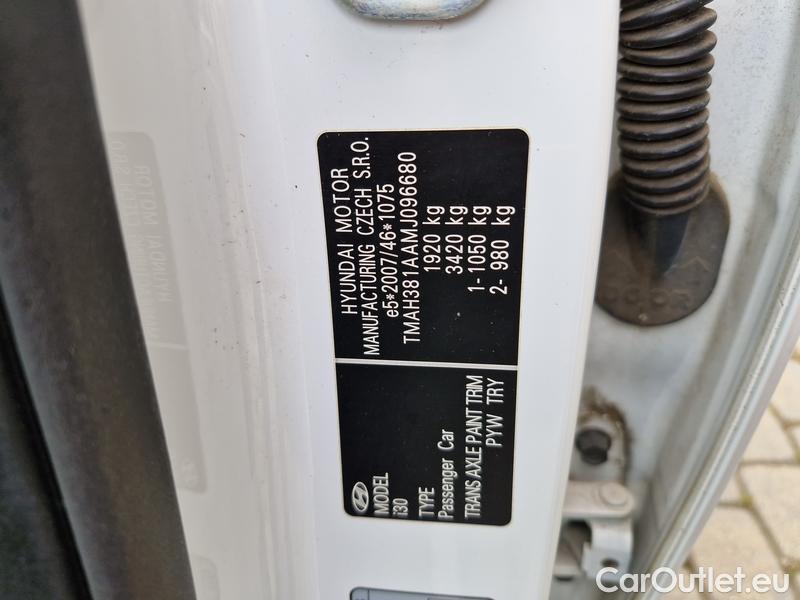 HYUNDAI MOTOR
MANUFACTURING CZECH S.R.O.
e5*2007/46*1075
TMAH381AAMJ096680
1920 kg
3420 kg
1-1050 kg
2- 980 kg
MODEL
i30
TYPE
Passenger Car
TRANS AXLE PAINT TRIM
PYW TRY
CarOutlet.eu